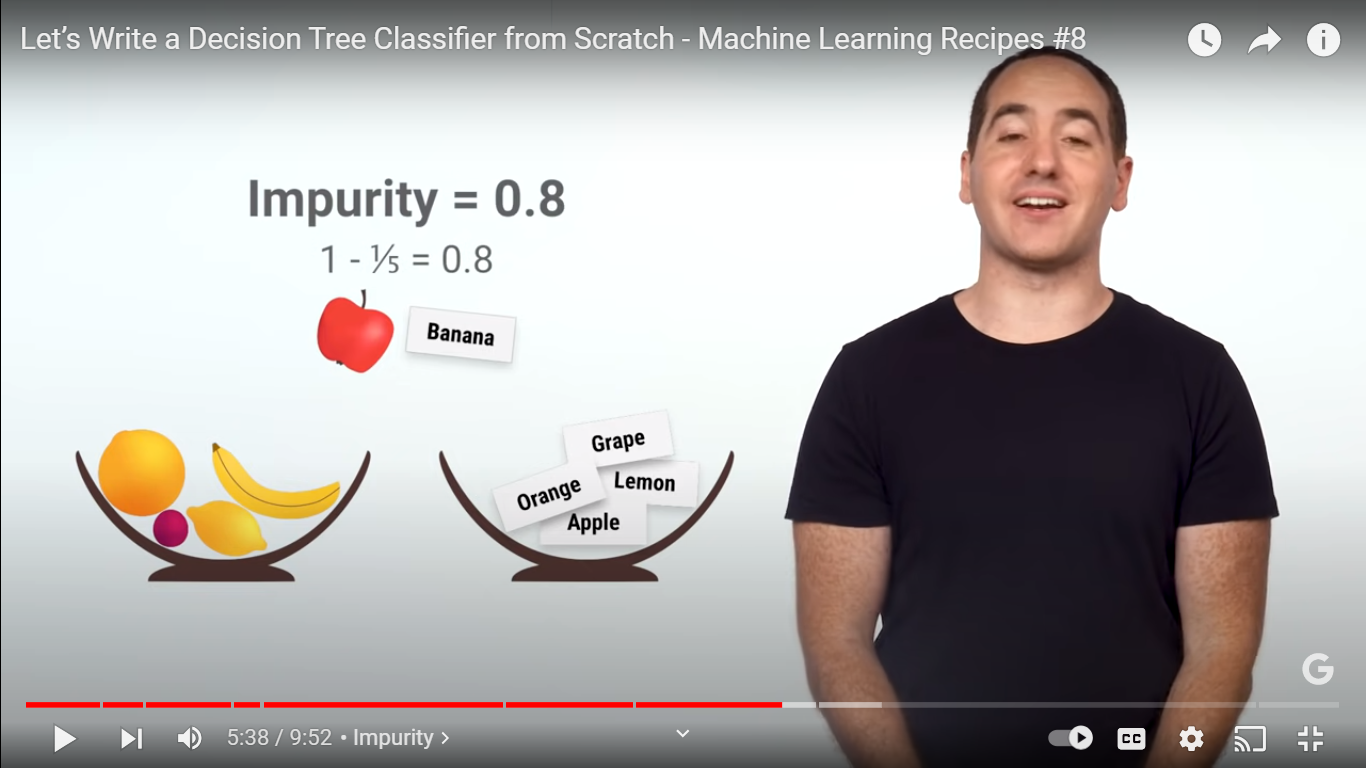 Let’s Write a Decision Tree Classifier from Scratch - Machine Learning Recipes #8
Impurity = 0.8
1 - ⅕ = 0.8
Banana
Grape
Orange
Lemon
Apple
G
5:38 / 9:52 • Impurity >
CC